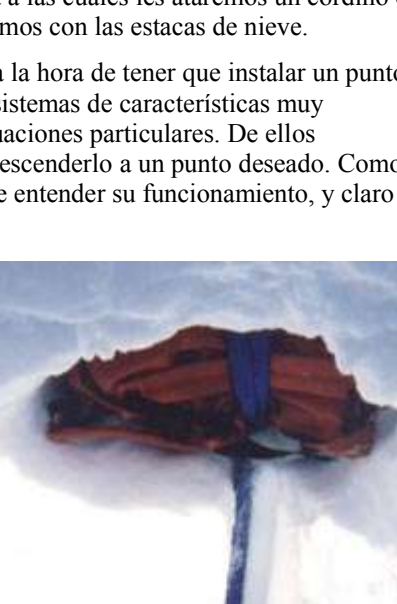 a las cuales les ataremos un cordino
mos con las estacas de nieve.
a la hora de tener que instalar un punto
sistemas de características muy
uaciones particulares. De ellos
escenderlo a un punto deseado. Como
e entender su funcionamiento, y claro